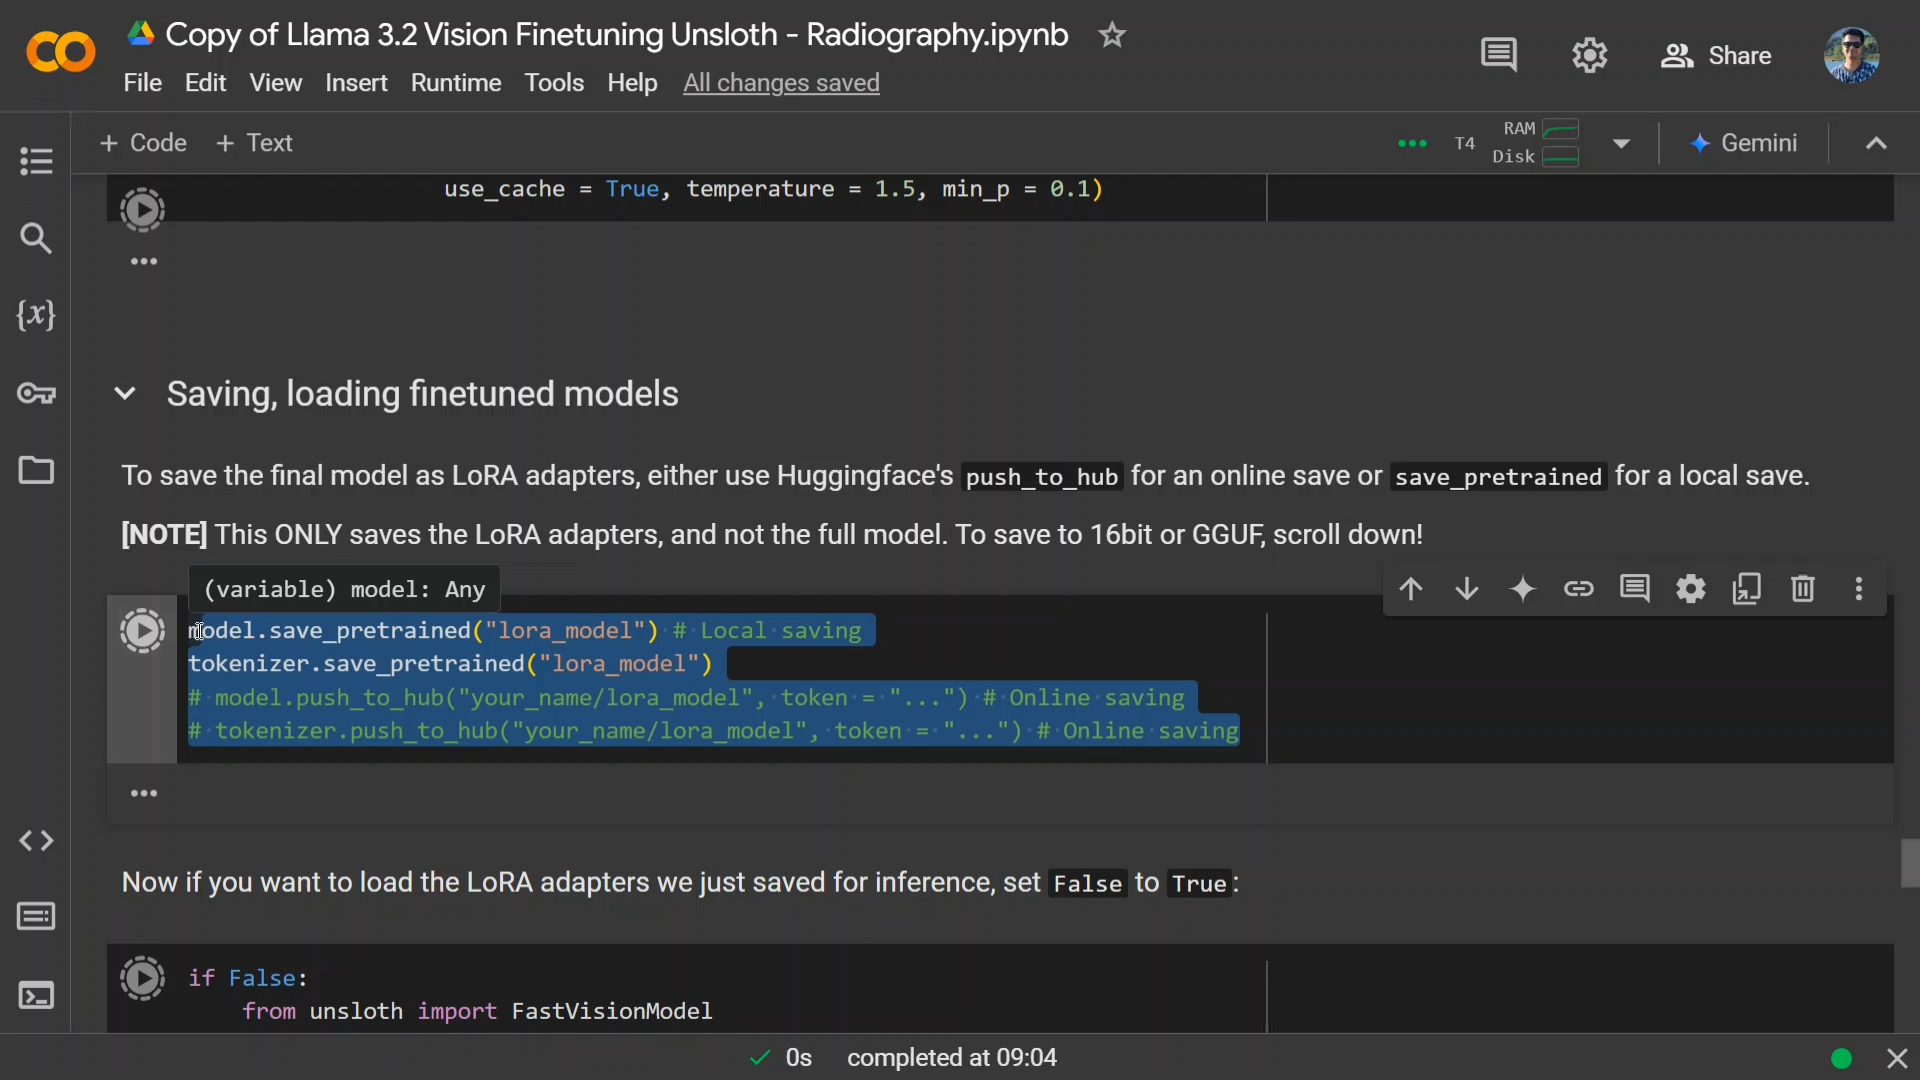 Copy of Llama 3.2 Vision Finetuning Unsloth - Radiography.ipynb
File Edit View Insert Runtime Tools Help All changes saved
Share
+ Code + Text
T4 RAM Disk
Gemini
use_cache = True, temperature = 1.5, min_p = 0.1)
Saving, loading finetuned models
To save the final model as LoRA adapters, either use Huggingface's push_to_hub for an online save or save_pretrained for a local save.
[NOTE] This ONLY saves the LoRA adapters, and not the full model. To save to 16bit or GGUF, scroll down!
(variable) model: Any
model.save_pretrained("lora_model") # Local saving
tokenizer.save_pretrained("lora_model")
# model.push_to_hub("your_name/lora_model", token = "...") # Online saving
# tokenizer.push_to_hub("your_name/lora_model", token = "...") # Online saving
Now if you want to load the LoRA adapters we just saved for inference, set False to True:
if False:
from unsloth import FastVisionModel
0s completed at 09:04